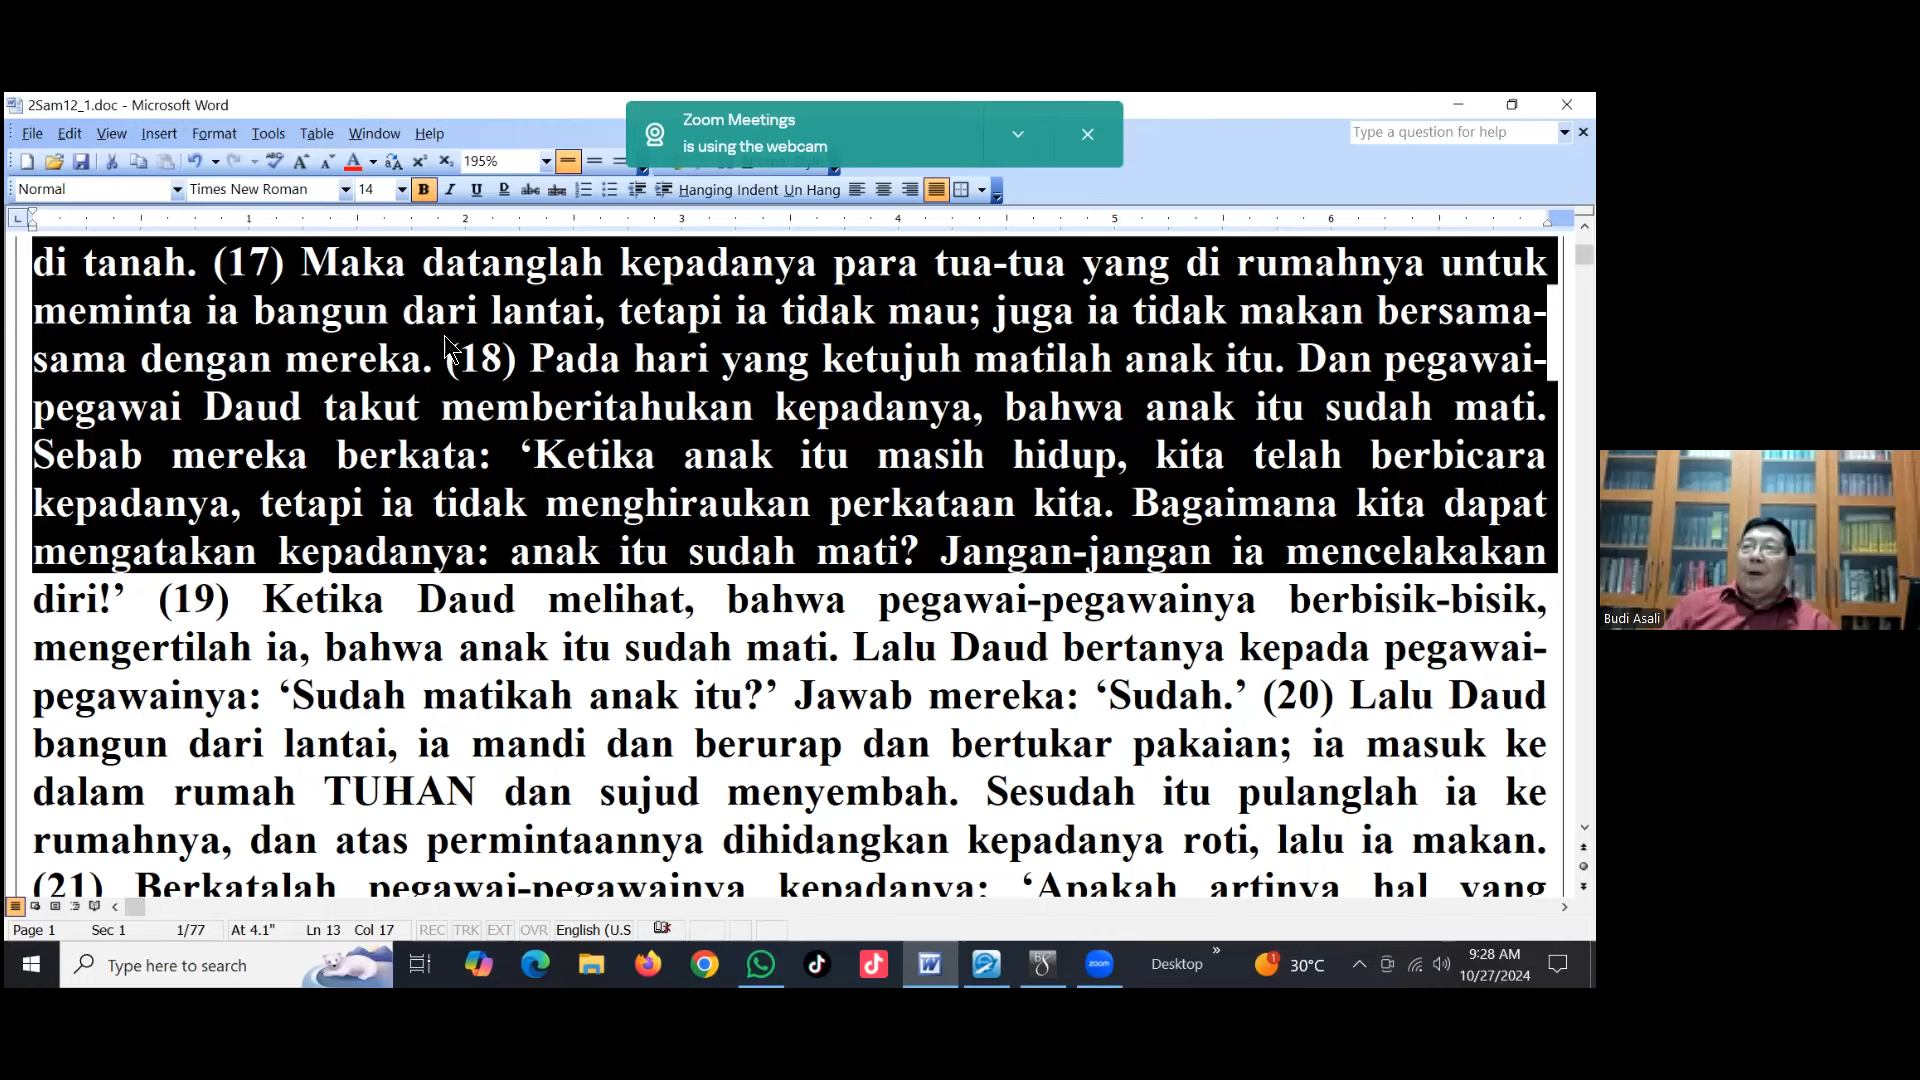 2Sam12_1.doc - Microsoft Word
Zoom Meetings
is using the webcam
File Edit View Insert Format Tools Table Window Help
Type a question for help
195%
Normal Times New Roman 14 B I U D abc abc Hanging Indent Un Hang
1 2 3 4 5 6
di tanah. (17) Maka datanglah kepadanya para tua-tua yang di rumahnya untuk
meminta ia bangun dari lantai, tetapi ia tidak mau; juga ia tidak makan bersama-
sama dengan mereka. (18) Pada hari yang ketujuh matilah anak itu. Dan pegawai-
pegawai Daud takut memberitahukan kepadanya, bahwa anak itu sudah mati.
Sebab mereka berkata: ‘Ketika anak itu masih hidup, kita telah berbicara
kepadanya, tetapi ia tidak menghiraukan perkataan kita. Bagaimana kita dapat
mengatakan kepadanya: anak itu sudah mati? Jangan-jangan ia mencelakakan
diri!’ (19) Ketika Daud melihat, bahwa pegawai-pegawainya berbisik-bisik,
mengertilah ia, bahwa anak itu sudah mati. Lalu Daud bertanya kepada pegawai-
pegawainya: ‘Sudah matikah anak itu?’ Jawab mereka: ‘Sudah.’ (20) Lalu Daud
bangun dari lantai, ia mandi dan berurap dan bertukar pakaian; ia masuk ke
dalam rumah TUHAN dan sujud menyembah. Sesudah itu pulanglah ia ke
rumahnya, dan atas permintaannya dihidangkan kepadanya roti, lalu ia makan.
(21) Berkatalah pegawai-pegawainya kepadanya: ‘Apakah artinya hal yang
Budi Asali
Page 1 Sec 1 1/77 At 4.1" Ln 13 Col 17 REC TRK EXT OVR English (U.S
Type here to search
zoom
Desktop
30°C
9:28 AM
10/27/2024